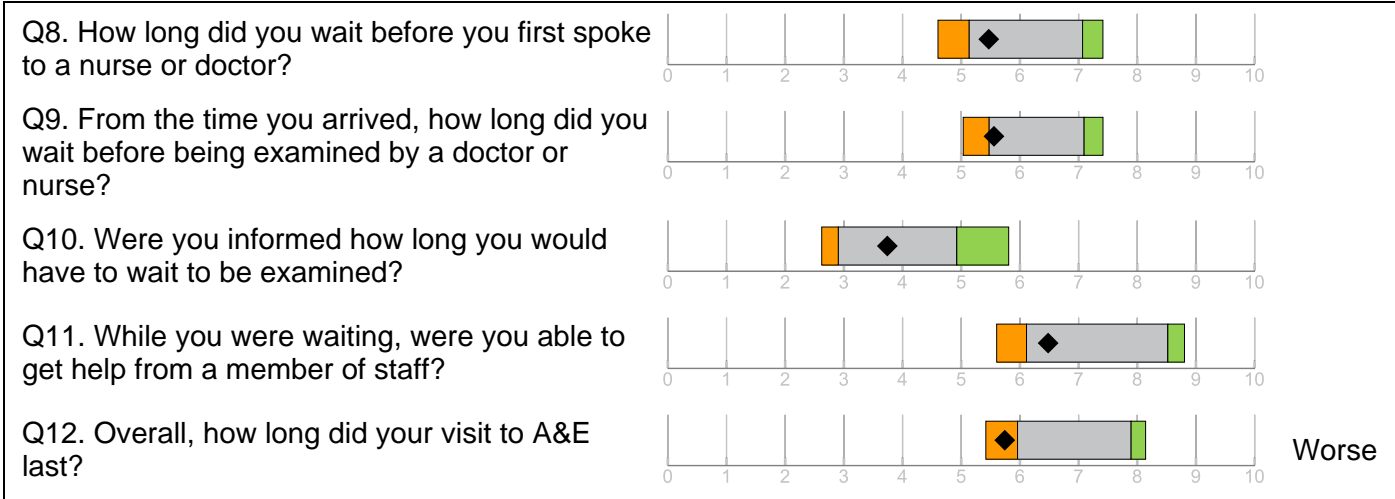 Q8. How long did you wait before you first spoke
to a nurse or doctor?
0 1 2 3 4 5 6 7 8 9 10
Q9. From the time you arrived, how long did you
wait before being examined by a doctor or
nurse?
0 1 2 3 4 5 6 7 8 9 10
Q10. Were you informed how long you would
have to wait to be examined?
0 1 2 3 4 5 6 7 8 9 10
Q11. While you were waiting, were you able to
get help from a member of staff?
0 1 2 3 4 5 6 7 8 9 10
Q12. Overall, how long did your visit to A&E
last?
0 1 2 3 4 5 6 7 8 9 10
Worse